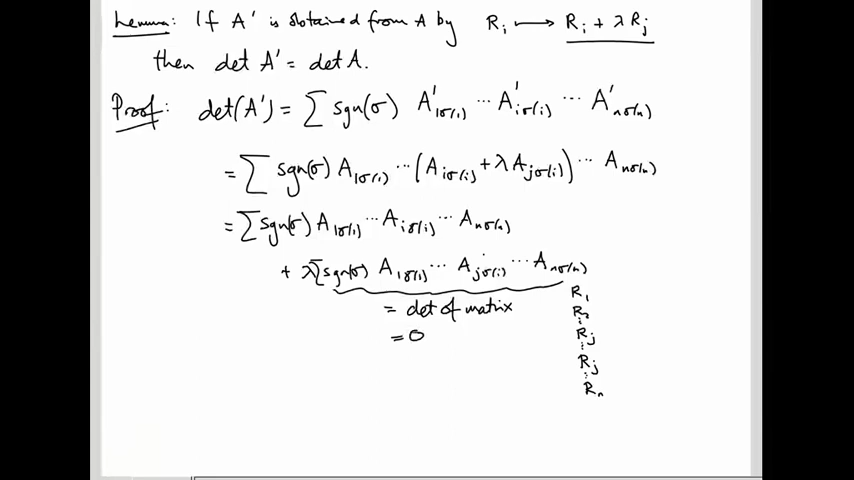 Lemma: If A' is obtained from A by R_i ⟼ R_i + λ R_j
then det A' = det A.
Proof: det(A') = ∑ sgn(σ) A'_{1σ(1)} ⋯ A'_{iσ(i)} ⋯ A'_{nσ(n)}
= ∑ sgn(σ) A_{1σ(1)} ⋯ (A_{iσ(i)} + λ A_{jσ(i)}) ⋯ A_{nσ(n)}
= ∑ sgn(σ) A_{1σ(1)} ⋯ A_{iσ(i)} ⋯ A_{nσ(n)}
+ λ∑ sgn(σ) A_{1σ(1)} ⋯ A_{jσ(i)} ⋯ A_{nσ(n)}
= det of matrix
= 0
R_1
R_2
⋮
R_j
⋮
R_j
⋮
R_n